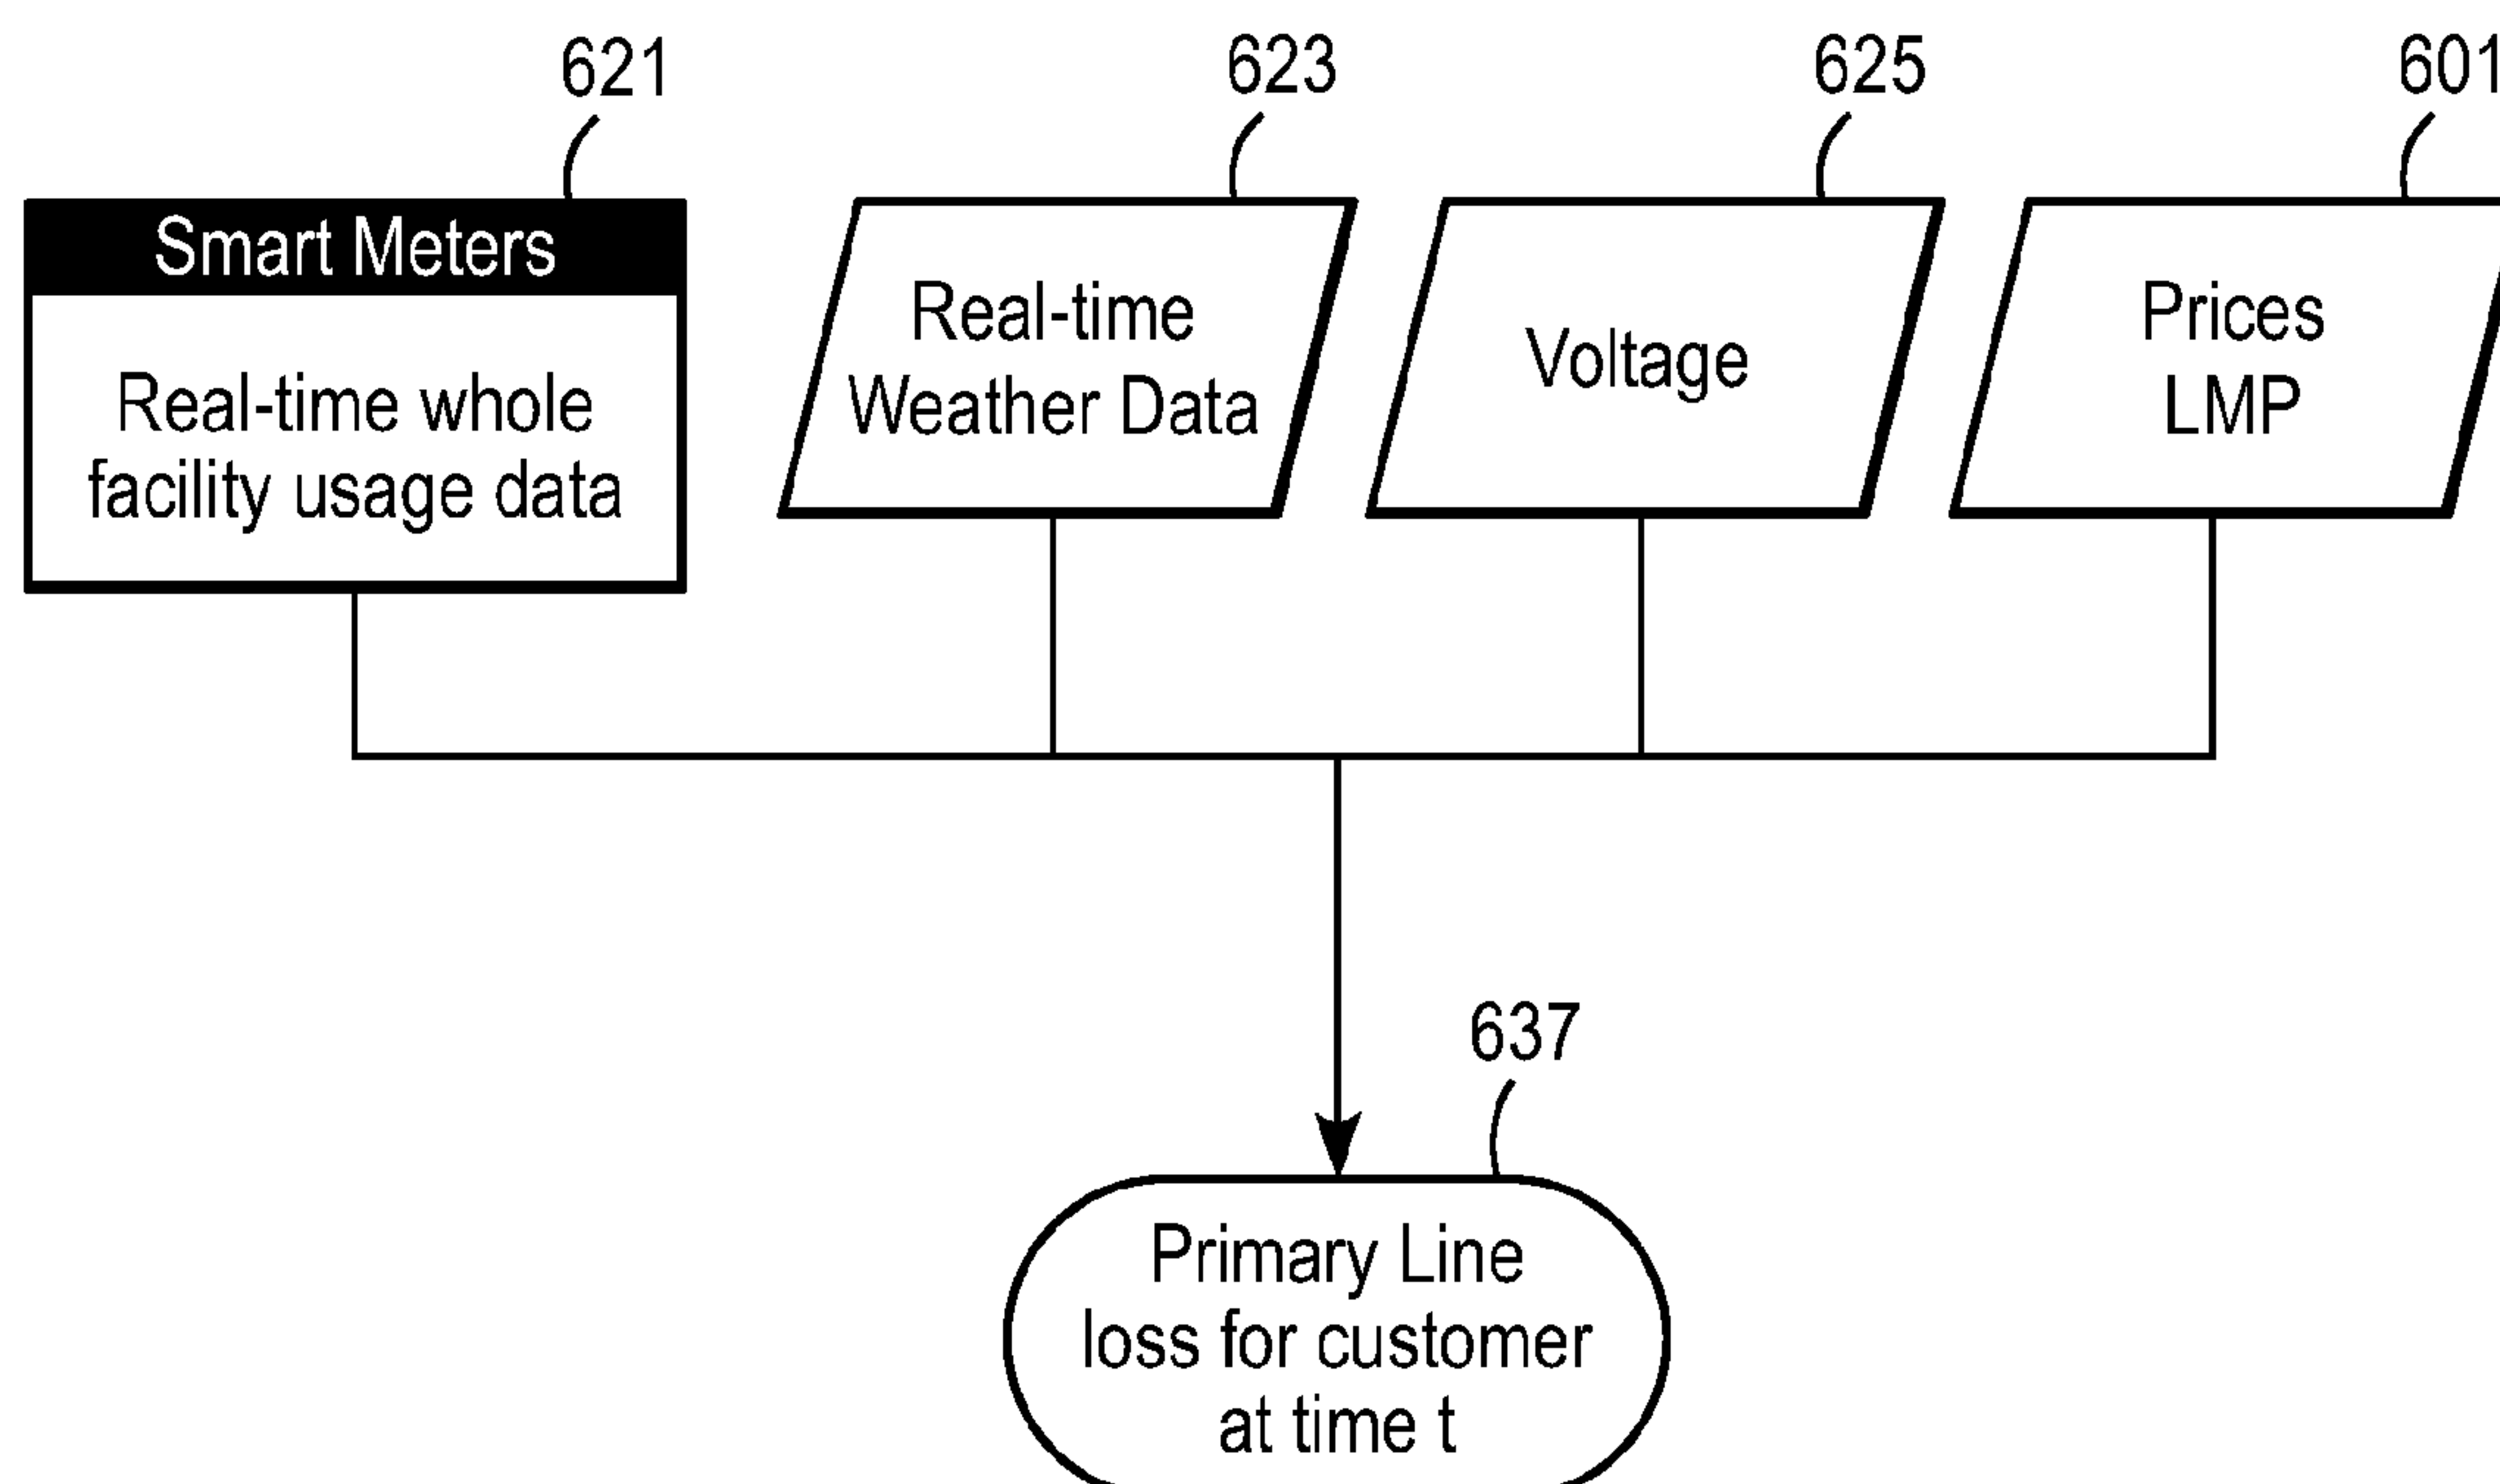 621
623
625
601
Smart Meters
Real-time whole
facility usage data
Real-time
Weather Data
Voltage
Prices
LMP
637
Primary Line
loss for customer
at time t